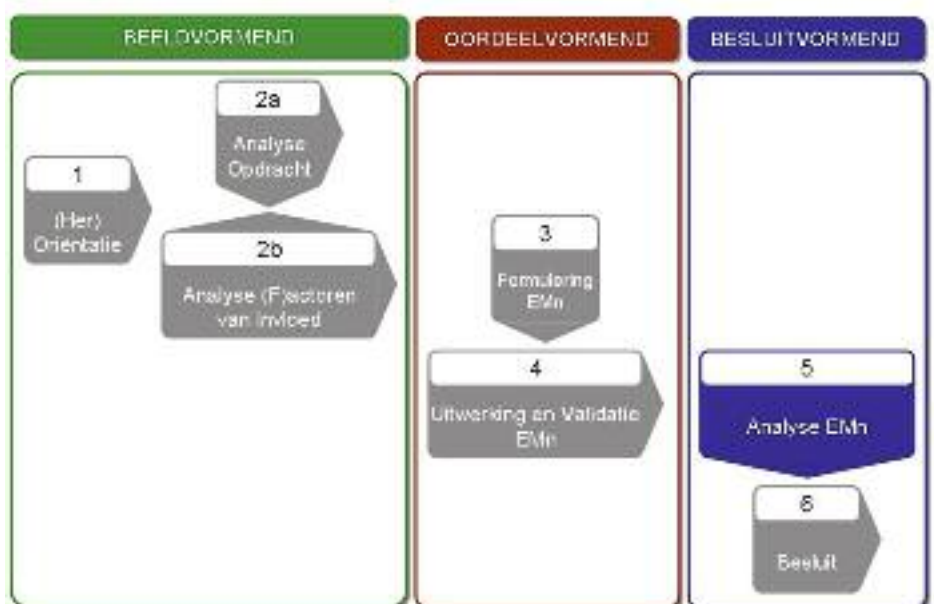 BEELDVORMEND
OORDEELVORMEND
BESLUITVORMEND
1
(Her)
Oriëntatie
2a
Analyse
Opdracht
2b
Analyse (F)actoren
van Invloed
3
Formulering
EMn
4
Uitwerking en Validatie
EMn
5
Analyse EMn
6
Besluit